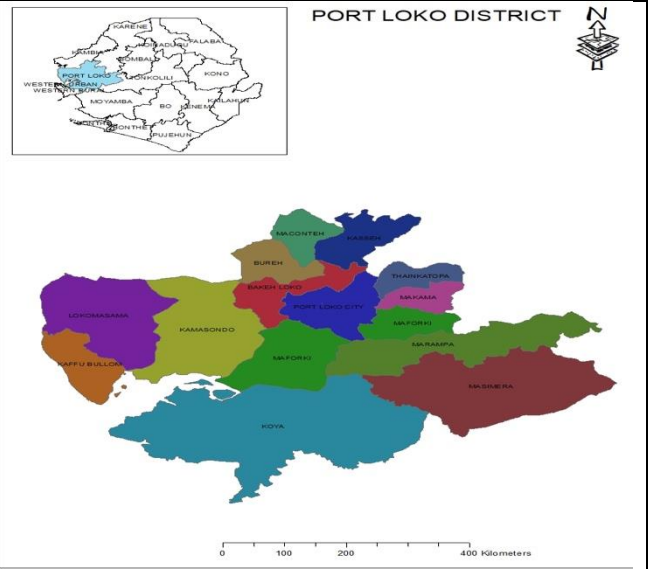 PORT LOKO DISTRICT
N
KARENE
FALABA
KOINADUGU
KAMBIA
BOMBALI
PORT LOKO
TONKOLILI
KONO
WESTERN URBAN
WESTERN RURAL
MOYAMBA
BO
KENEMA
KAILAHUN
BONTHE
PUJEHUN
MACONTEH
KASSEH
BUREH
THAINKATOPA
BAKEH LOKO
MAKAMA
PORT LOKO CITY
LOKOMASAMA
MAFORKI
KAMASONDO
MARAMPA
MAFORKI
KAFFU BULLOM
MASIMERA
KOYA
0 100 200 400 Kilometers